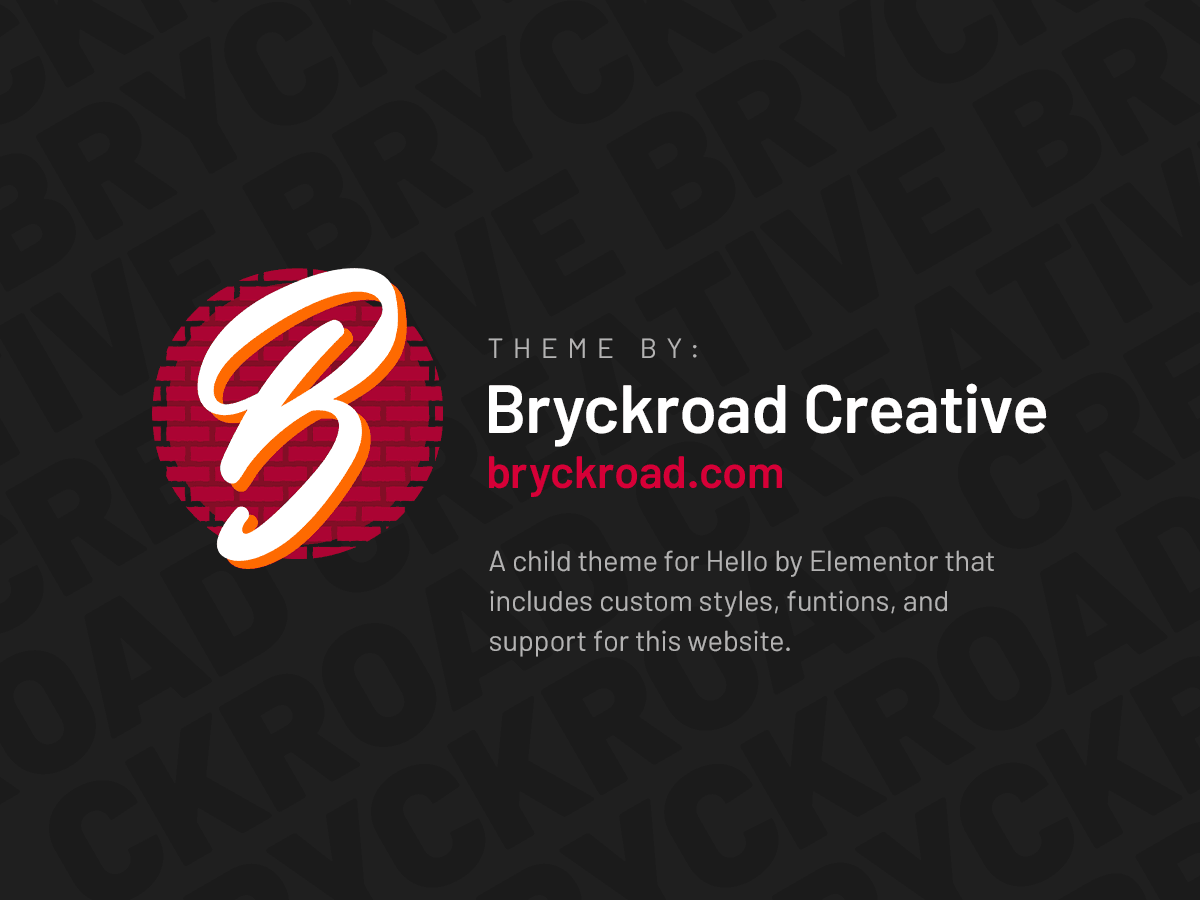 B
THEME BY:
Bryckroad Creative
bryckroad.com
A child theme for Hello by Elementor that
includes custom styles, funtions, and
support for this website.